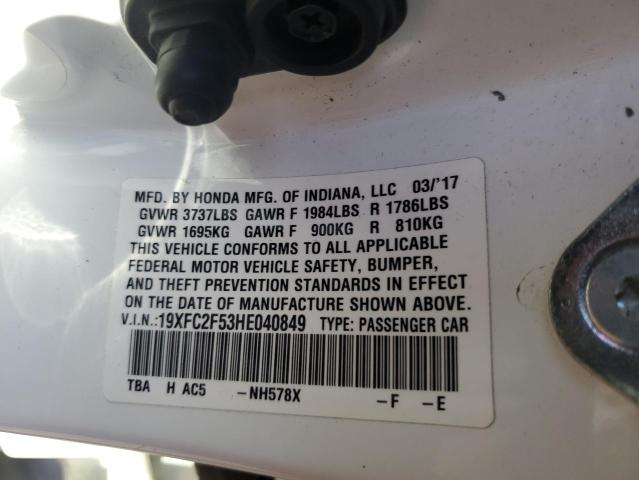 MFD. BY HONDA MFG. OF INDIANA, LLC 03/'17
GVWR 3737LBS GAWR F 1984LBS R 1786LBS
GVWR 1695KG GAWR F 900KG R 810KG
THIS VEHICLE CONFORMS TO ALL APPLICABLE
FEDERAL MOTOR VEHICLE SAFETY, BUMPER,
AND THEFT PREVENTION STANDARDS IN EFFECT
ON THE DATE OF MANUFACTURE SHOWN ABOVE.
V.I.N.:19XFC2F53HE040849 TYPE: PASSENGER CAR
TBA H AC5 -NH578X -F -E